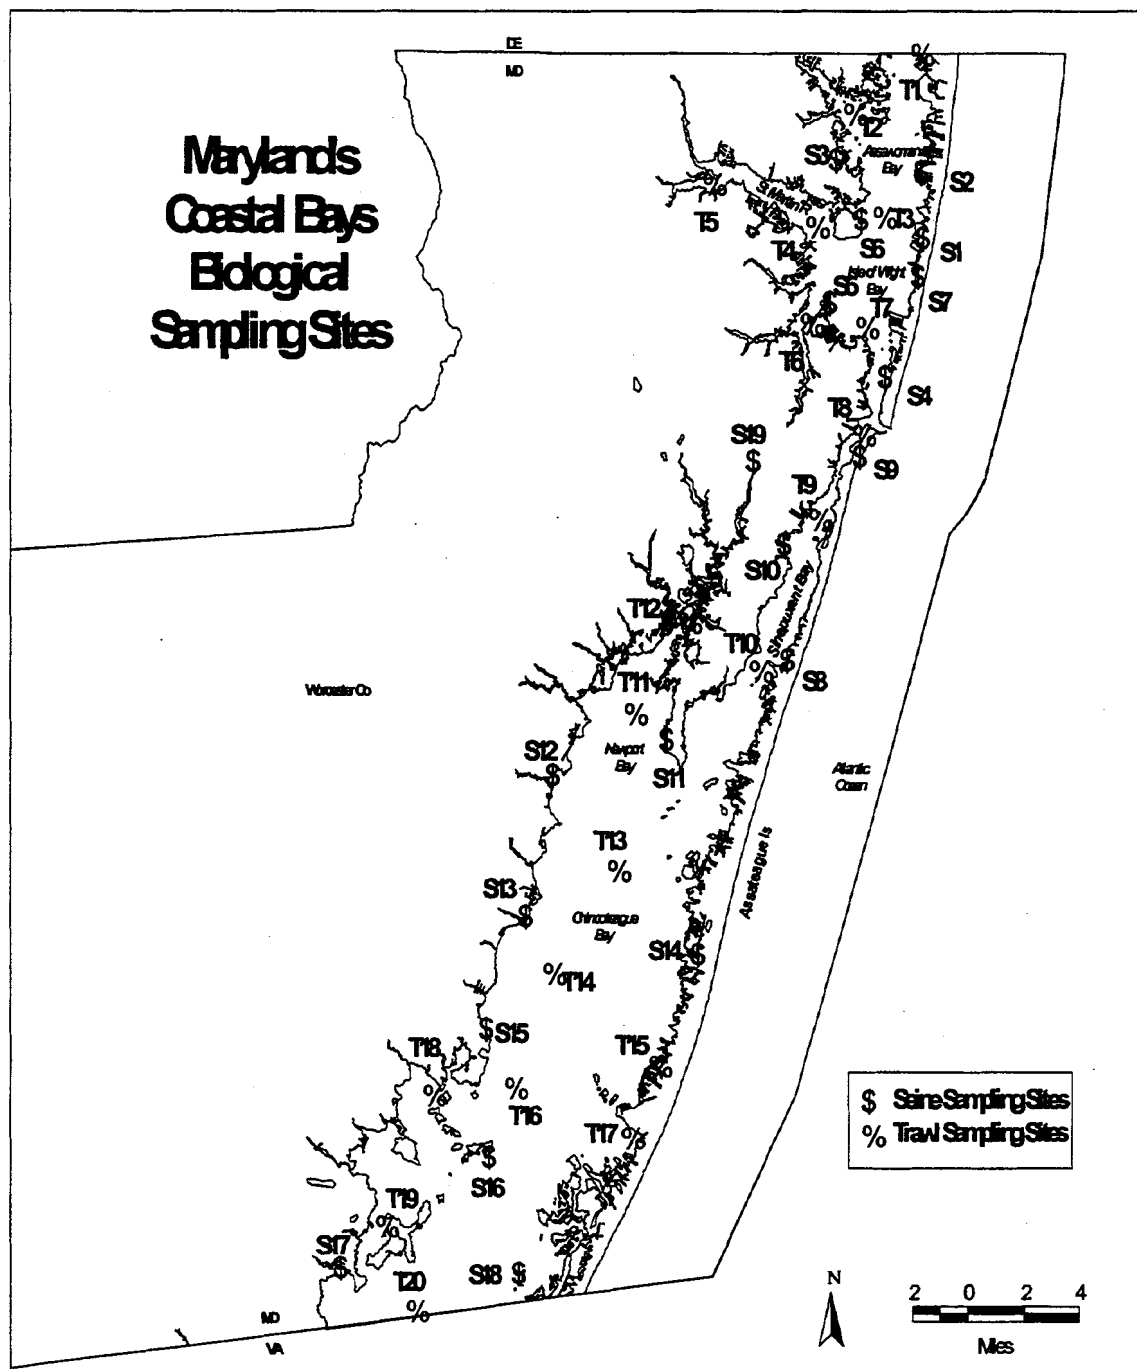 DE
MD
Marylands
Coastal Bays
Biological
Sampling Sites
T1
T2
S3
Assawoman
Bay
S2
St. Martin R.
T5
T3
T4
S6
S1
Isle of Wight
Bay
S5
S7
T7
T6
S4
T8
S19
S9
T9
S10
Sinepuxent Bay
T12
T10
T11
S8
Worcester Co
Newport
Bay
S12
S11
Atlantic
Ocean
T13
Assateague Is
S13
Chincoteague
Bay
S14
T14
S15
T15
T18
T16
$ Seine Sampling Sites
% Trawl Sampling Sites
T17
S16
T19
S17
S18
T20
N
2 0 2 4
Miles
MD
VA